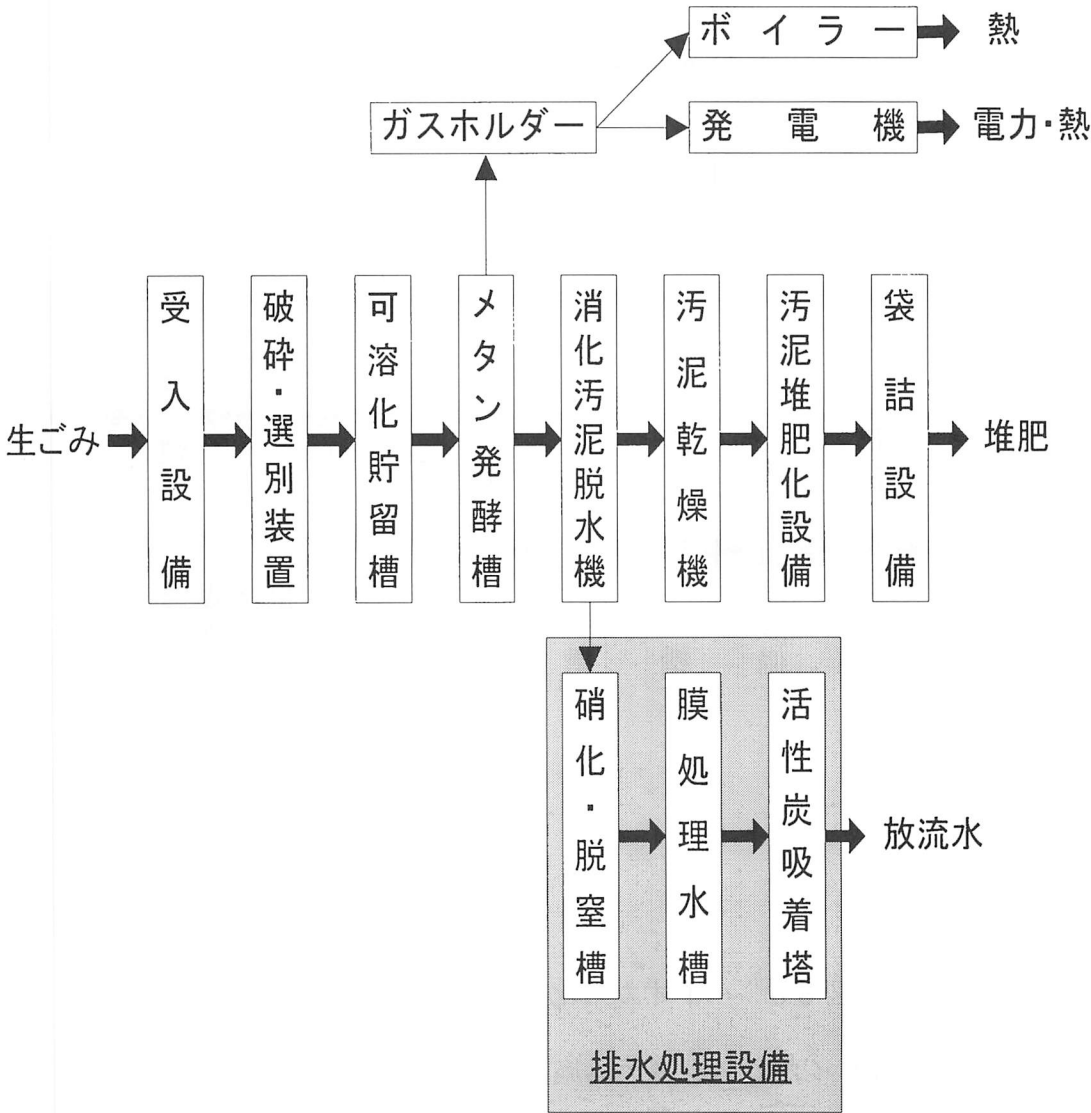 ボイラー
熱
ガスホルダー
発電機
電力・熱
生ごみ
受入設備
破砕・選別装置
可溶化貯留槽
メタン発酵槽
消化汚泥脱水機
汚泥乾燥機
汚泥堆肥化設備
袋詰設備
堆肥
硝化・脱窒槽
膜処理水槽
活性炭吸着塔
放流水
排水処理設備